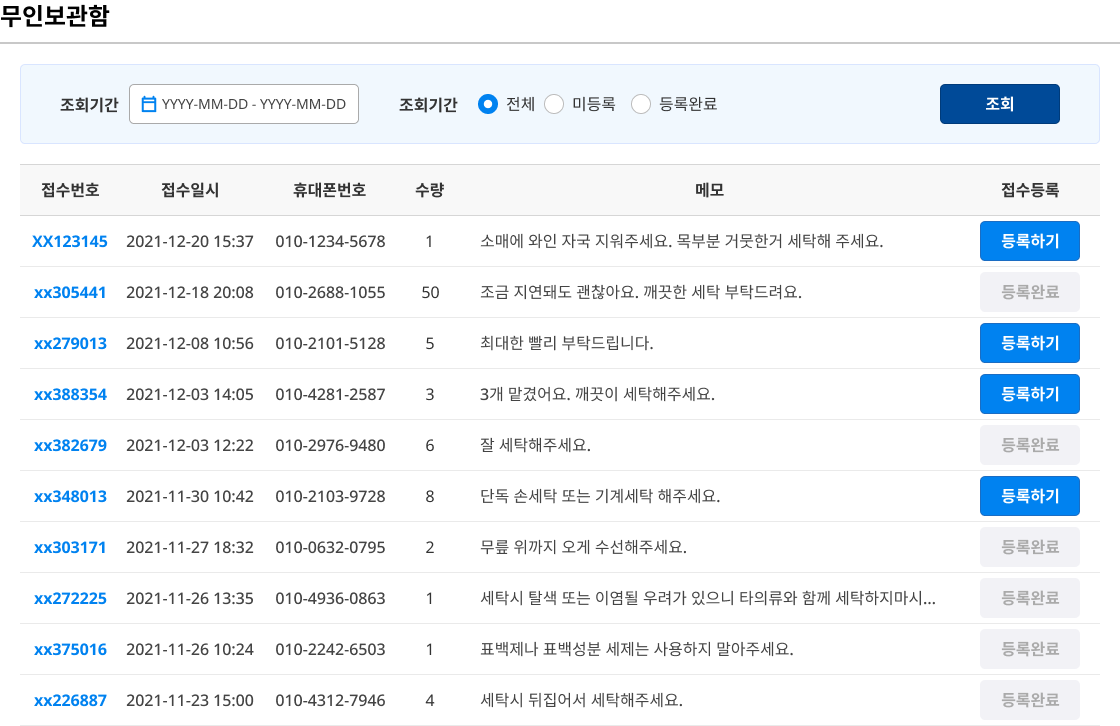 무인보관함
조회기간 YYYY-MM-DD - YYYY-MM-DD 조회기간 전체 미등록 등록완료 조회
접수번호 접수일시 휴대폰번호 수량 메모 접수등록
XX123145 2021-12-20 15:37 010-1234-5678 1 소매에 와인 자국 지워주세요. 목부분 거뭇한거 세탁해 주세요. 등록하기
xx305441 2021-12-18 20:08 010-2688-1055 50 조금 지연돼도 괜찮아요. 깨끗한 세탁 부탁드려요. 등록완료
xx279013 2021-12-08 10:56 010-2101-5128 5 최대한 빨리 부탁드립니다. 등록하기
xx388354 2021-12-03 14:05 010-4281-2587 3 3개 맡겼어요. 깨끗이 세탁해주세요. 등록하기
xx382679 2021-12-03 12:22 010-2976-9480 6 잘 세탁해주세요. 등록완료
xx348013 2021-11-30 10:42 010-2103-9728 8 단독 손세탁 또는 기계세탁 해주세요. 등록하기
xx303171 2021-11-27 18:32 010-0632-0795 2 무릎 위까지 오게 수선해주세요. 등록완료
xx272225 2021-11-26 13:35 010-4936-0863 1 세탁시 탈색 또는 이염될 우려가 있으니 타의류와 함께 세탁하지마시... 등록완료
xx375016 2021-11-26 10:24 010-2242-6503 1 표백제나 표백성분 세제는 사용하지 말아주세요. 등록완료
xx226887 2021-11-23 15:00 010-4312-7946 4 세탁시 뒤집어서 세탁해주세요. 등록완료